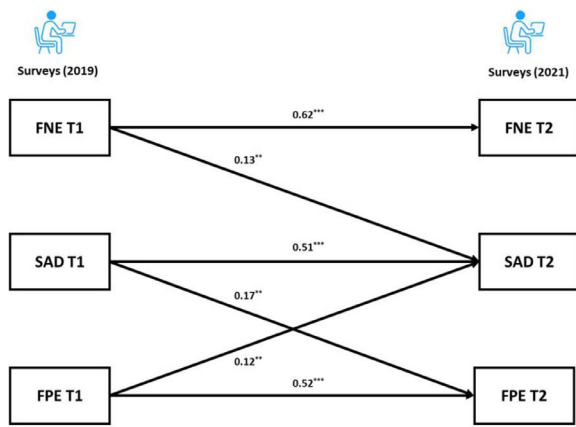 Surveys (2019)
Surveys (2021)
FNE T1
0.62***
FNE T2
0.13**
SAD T1
0.51***
SAD T2
0.17**
0.12**
FPE T1
0.52***
FPE T2